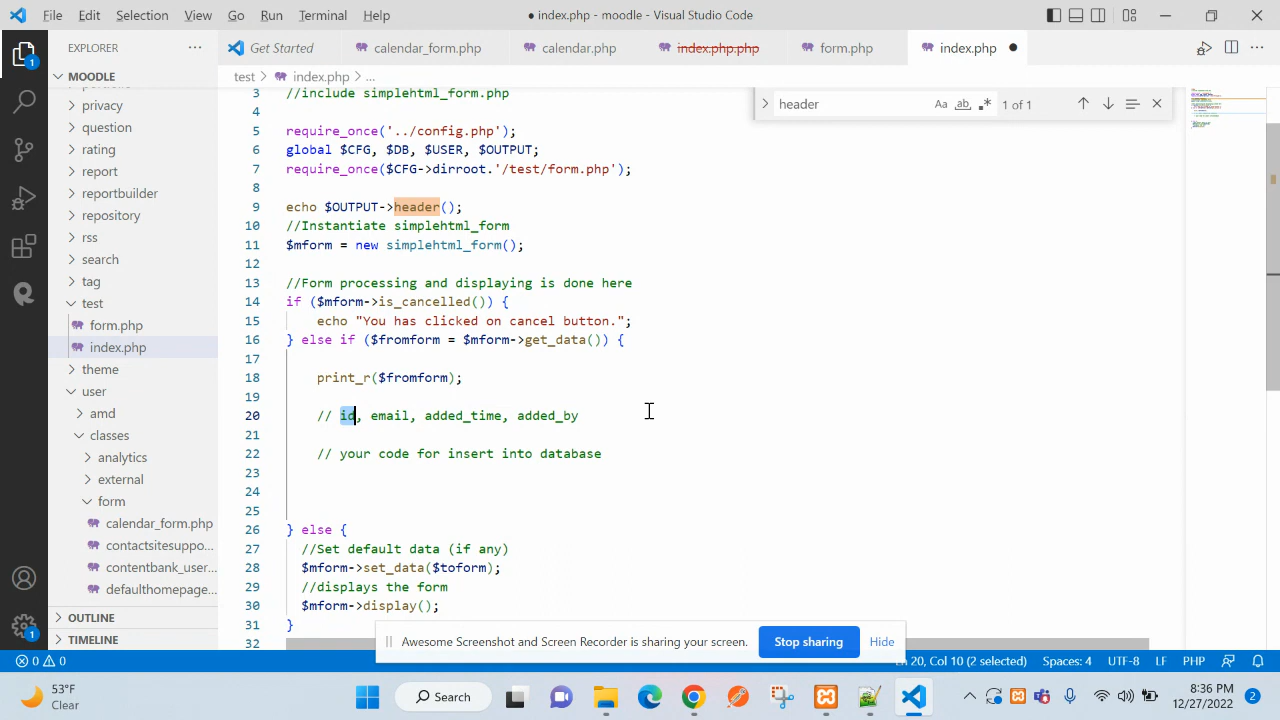 File Edit Selection View Go Run Terminal Help
● index.php - moodle - Visual Studio Code
EXPLORER
Get Started calendar_form.php calendar.php index.php.php form.php index.php
MOODLE
test > index.php > ...
portfolio
privacy
question
rating
report
reportbuilder
repository
rss
search
tag
test
form.php
index.php
theme
user
amd
classes
analytics
external
form
calendar_form.php
contactsitesuppo...
contentbank_user...
defaulthomepage...
OUTLINE
TIMELINE
header Aa ab 1 of 1
3 //include simplehtml_form.php
4
5 require_once('../config.php');
6 global $CFG, $DB, $USER, $OUTPUT;
7 require_once($CFG->dirroot.'/test/form.php');
8
9 echo $OUTPUT->header();
10 //Instantiate simplehtml_form
11 $mform = new simplehtml_form();
12
13 //Form processing and displaying is done here
14 if ($mform->is_cancelled()) {
15 echo "You has clicked on cancel button.";
16 } else if ($fromform = $mform->get_data()) {
17
18 print_r($fromform);
19
20 // id, email, added_time, added_by
21
22 // your code for insert into database
23
24
25
26 } else {
27 //Set default data (if any)
28 $mform->set_data($toform);
29 //displays the form
30 $mform->display();
31 }
32
Awesome Screenshot and Screen Recorder is sharing your screen. Stop sharing Hide
0 0 Ln 20, Col 10 (2 selected) Spaces: 4 UTF-8 LF PHP
53°F
Clear
Search
8:36 PM
12/27/2022
2
1
1